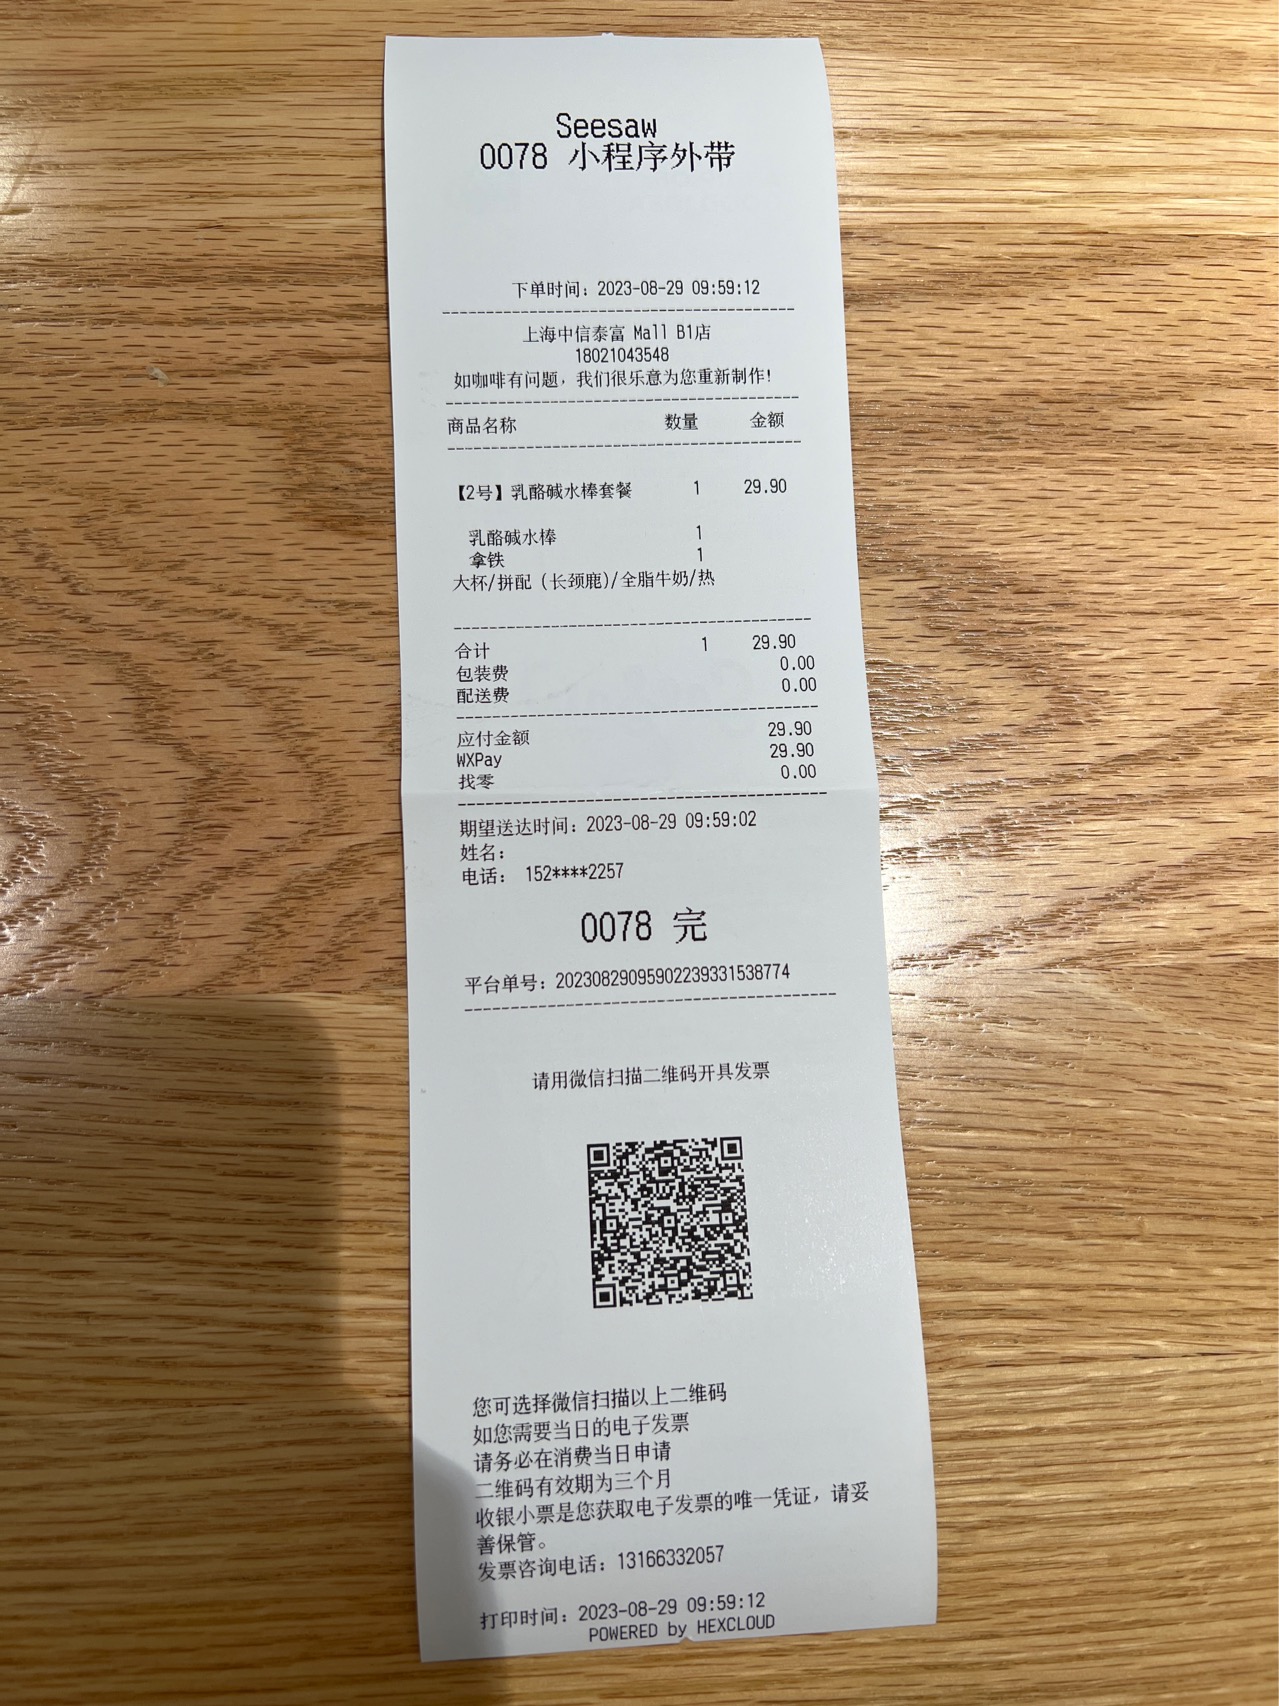 Seesaw
0078 小程序外带
下单时间：2023-08-29 09:59:12
上海中信泰富 Mall B1店
18021043548
如咖啡有问题，我们很乐意为您重新制作！
商品名称 数量 金额
【2号】乳酪碱水棒套餐 1 29.90
乳酪碱水棒 1
拿铁 1
大杯/拼配（长颈鹿）/全脂牛奶/热
合计 1 29.90
包装费 0.00
配送费 0.00
应付金额 29.90
WXPay 29.90
找零 0.00
期望送达时间：2023-08-29 09:59:02
姓名：
电话： 152****2257
0078 完
平台单号：20230829095902239331538774
请用微信扫描二维码开具发票
您可选择微信扫描以上二维码
如您需要当日的电子发票
请务必在消费当日申请
二维码有效期为三个月
收银小票是您获取电子发票的唯一凭证，请妥
善保管。
发票咨询电话：13166332057
打印时间：2023-08-29 09:59:12
POWERED by HEXCLOUD